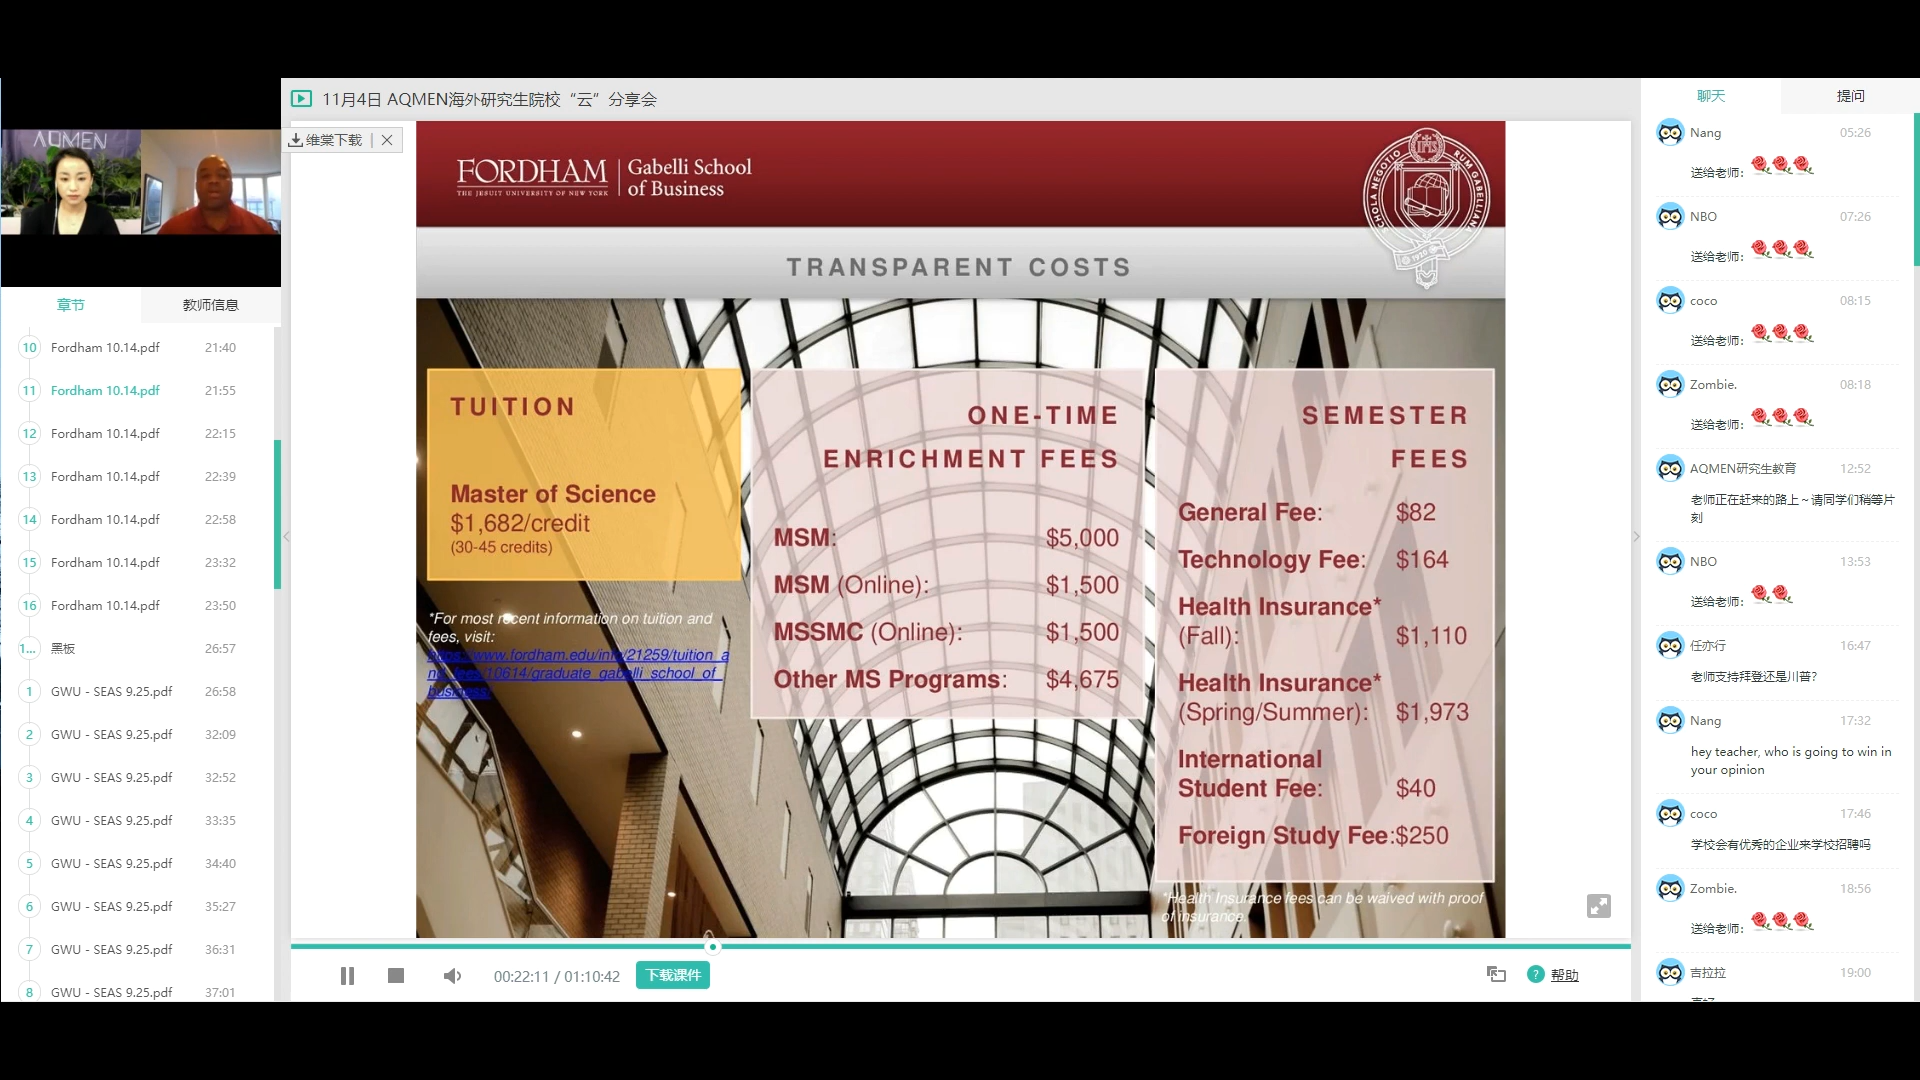 11月4日 AQMEN海外研究生院校“云”分享会
AQMEN
维棠下载
章节
教师信息
10 Fordham 10.14.pdf 21:40
11 Fordham 10.14.pdf 21:55
12 Fordham 10.14.pdf 22:15
13 Fordham 10.14.pdf 22:39
14 Fordham 10.14.pdf 22:58
15 Fordham 10.14.pdf 23:32
16 Fordham 10.14.pdf 23:50
1... 黑板 26:57
1 GWU - SEAS 9.25.pdf 26:58
2 GWU - SEAS 9.25.pdf 32:09
3 GWU - SEAS 9.25.pdf 32:52
4 GWU - SEAS 9.25.pdf 33:35
5 GWU - SEAS 9.25.pdf 34:40
6 GWU - SEAS 9.25.pdf 35:27
7 GWU - SEAS 9.25.pdf 36:31
8 GWU - SEAS 9.25.pdf 37:01
FORDHAM
THE JESUIT UNIVERSITY OF NEW YORK
Gabelli School
of Business
SCHOLA NEGOTIO RUM GABELLIANA
IHS
1920
TRANSPARENT COSTS
TUITION
Master of Science
$1,682/credit
(30-45 credits)
*For most recent information on tuition and
fees, visit:
https://www.fordham.edu/info/21259/tuition_a
nd_fees/10614/graduate_gabelli_school_of_
business/
ONE-TIME
ENRICHMENT FEES
MSM: $5,000
MSM (Online): $1,500
MSSMC (Online): $1,500
Other MS Programs: $4,675
SEMESTER
FEES
General Fee: $82
Technology Fee: $164
Health Insurance*
(Fall): $1,110
Health Insurance*
(Spring/Summer): $1,973
International
Student Fee: $40
Foreign Study Fee:$250
*Health Insurance fees can be waived with proof
of insurance.
00:22:11 / 01:10:42
下载课件
? 帮助
聊天
提问
Nang 05:26
送给老师:
NBO 07:26
送给老师:
coco 08:15
送给老师:
Zombie. 08:18
送给老师:
AQMEN研究生教育 12:52
老师正在赶来的路上~请同学们稍等片
刻
NBO 13:53
送给老师:
任亦行 16:47
老师支持拜登还是川普?
Nang 17:32
hey teacher, who is going to win in
your opinion
coco 17:46
学校会有优秀的企业来学校招聘吗
Zombie. 18:56
送给老师:
吉拉拉 19:00